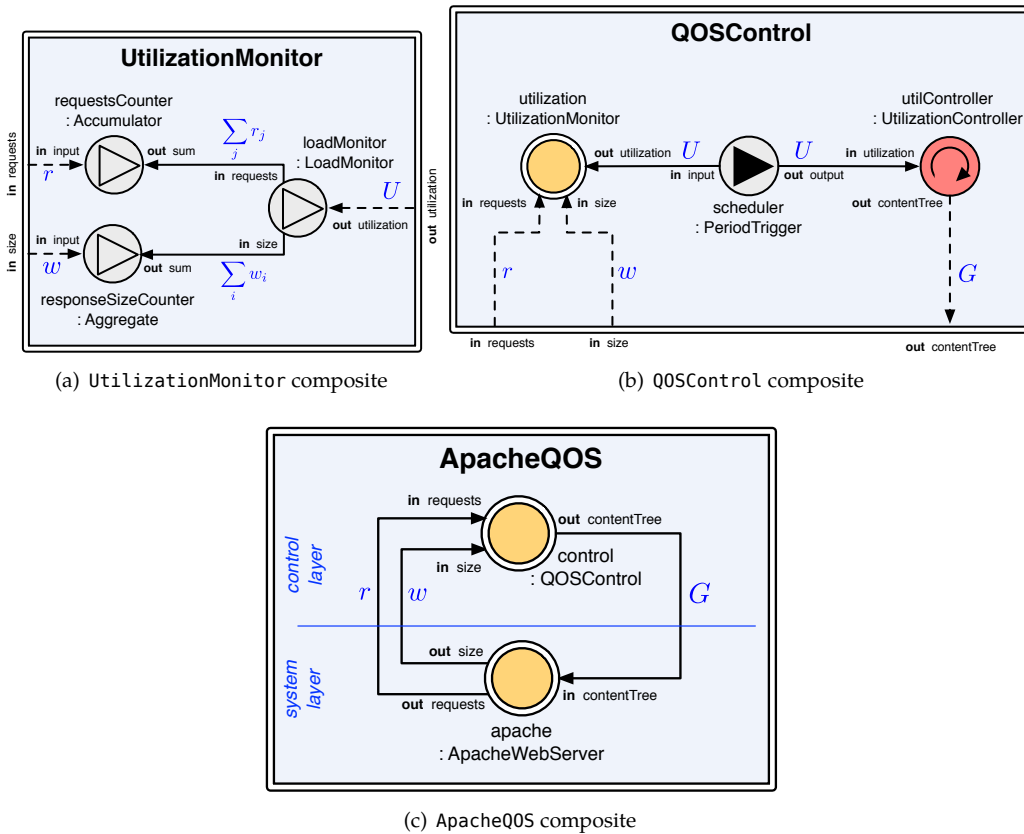 UtilizationMonitor
requestsCounter
: Accumulator
in requests
in input
r
out sum
∑ r_j
j
in requests
loadMonitor
: LoadMonitor
U
out utilization
out utilization
in size
in input
w
out sum
in size
∑ w_i
i
responseSizeCounter
: Aggregate
(a) UtilizationMonitor composite
QOSControl
utilization
: UtilizationMonitor
utilController
: UtilizationController
out utilization
U
in input
U
out output
in utilization
in requests
in size
scheduler
: PeriodTrigger
out contentTree
r
w
G
in requests
in size
out contentTree
(b) QOSControl composite
ApacheQOS
in requests
out contentTree
in size
control
: QOSControl
control
layer
r
w
G
system
layer
out size
out requests
in contentTree
apache
: ApacheWebServer
(c) ApacheQOS composite